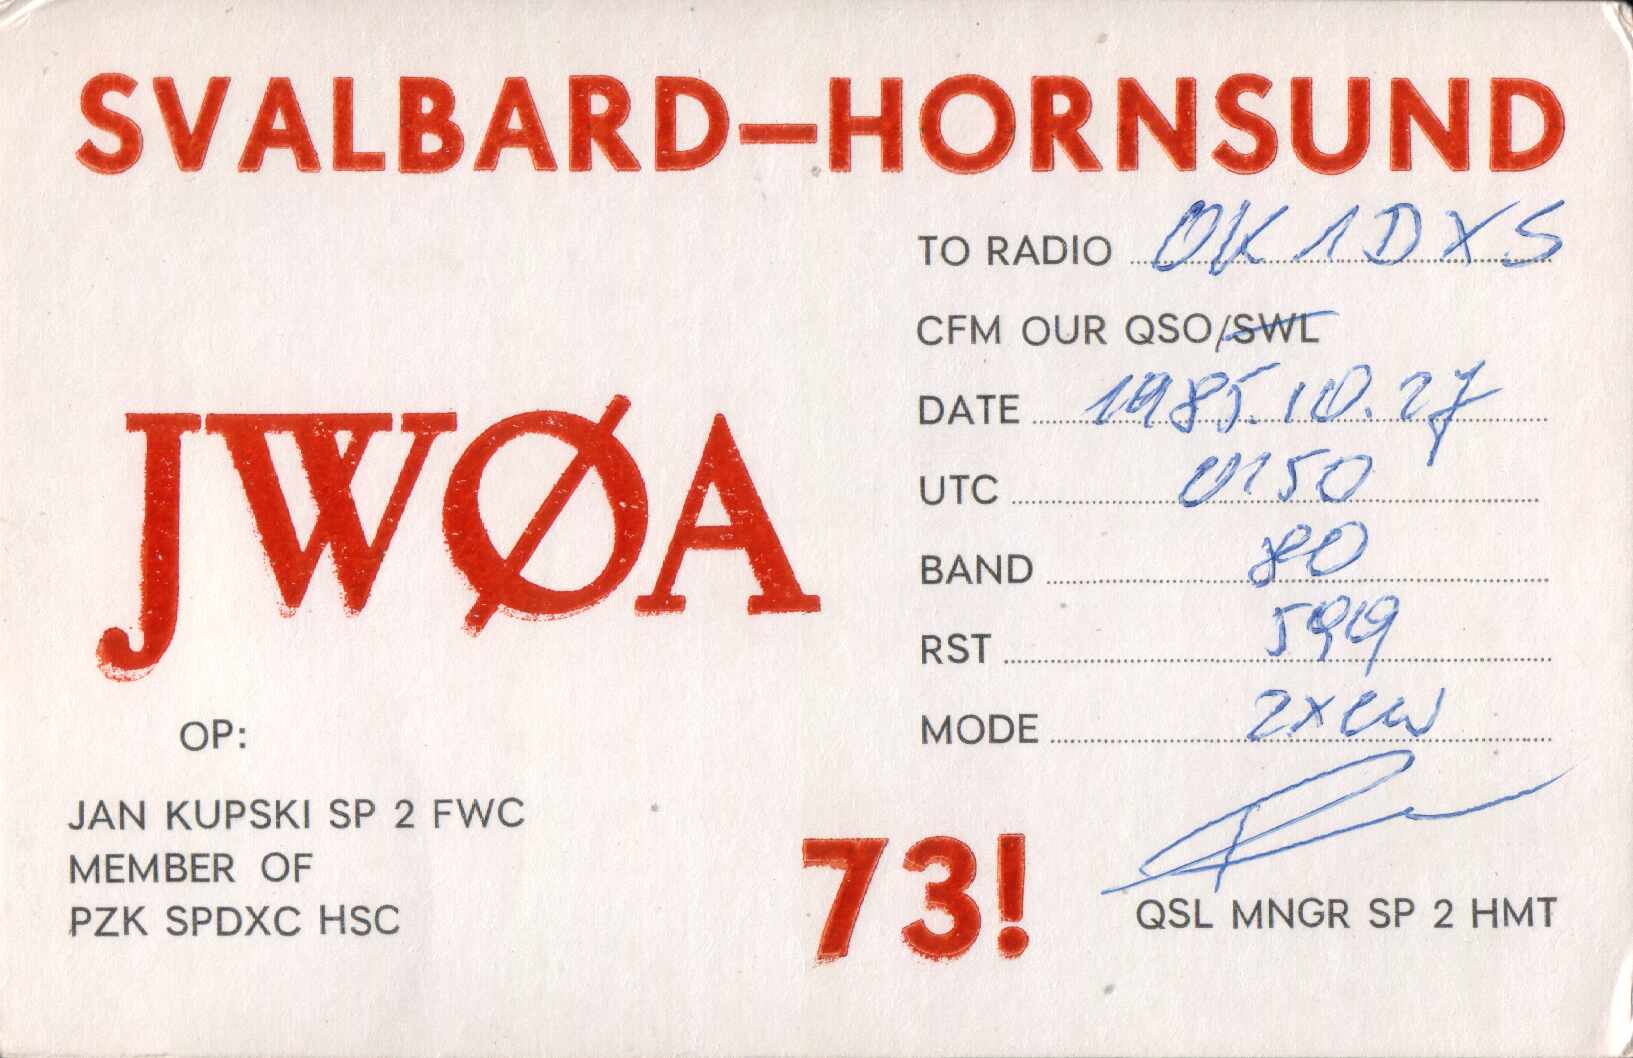 SVALBARD–HORNSUND
TO RADIO OK1DXS
CFM OUR QSO/SWL
DATE 1985.10.27
UTC 0150
BAND 80
RST 599
MODE 2xCW
JWØA
OP:
JAN KUPSKI SP 2 FWC
MEMBER OF
PZK SPDXC HSC
73!
QSL MNGR SP 2 HMT